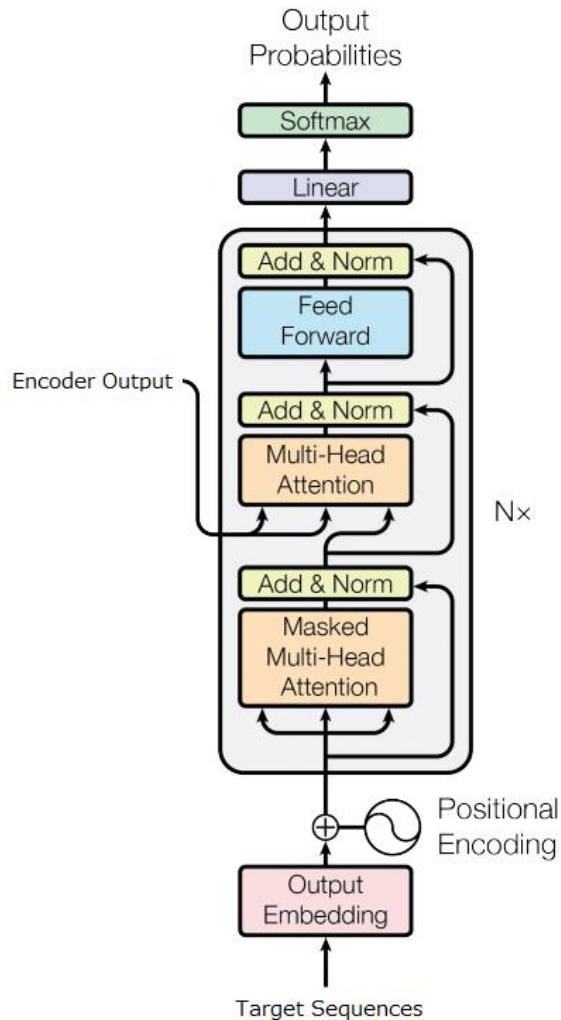 Output
Probabilities
Softmax
Linear
Add & Norm
Feed
Forward
Encoder Output
Add & Norm
Multi-Head
Attention
N×
Add & Norm
Masked
Multi-Head
Attention
Positional
Encoding
Output
Embedding
Target Sequences